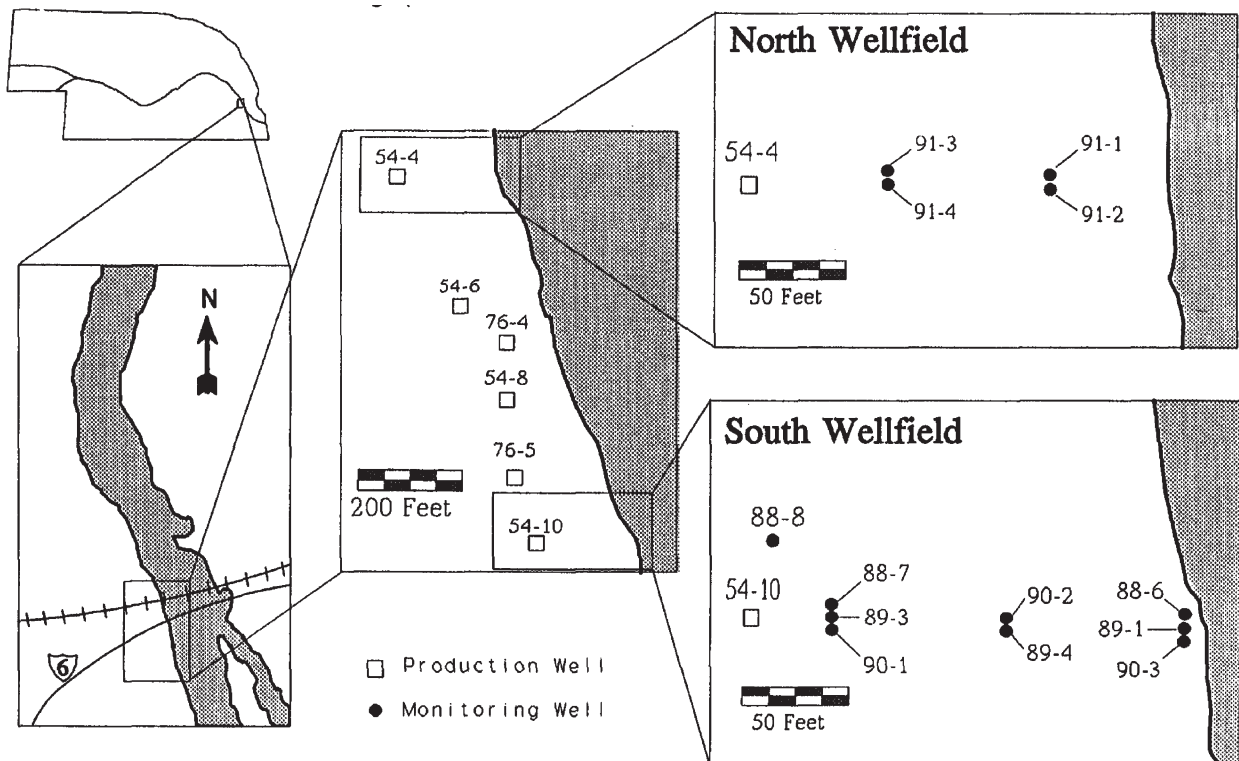 N
6
54-4
54-6
76-4
54-8
76-5
200 Feet
54-10
Production Well
Monitoring Well
North Wellfield
54-4
91-3
91-4
91-1
91-2
50 Feet
South Wellfield
88-8
54-10
88-7
89-3
90-1
90-2
89-4
88-6
89-1
90-3
50 Feet